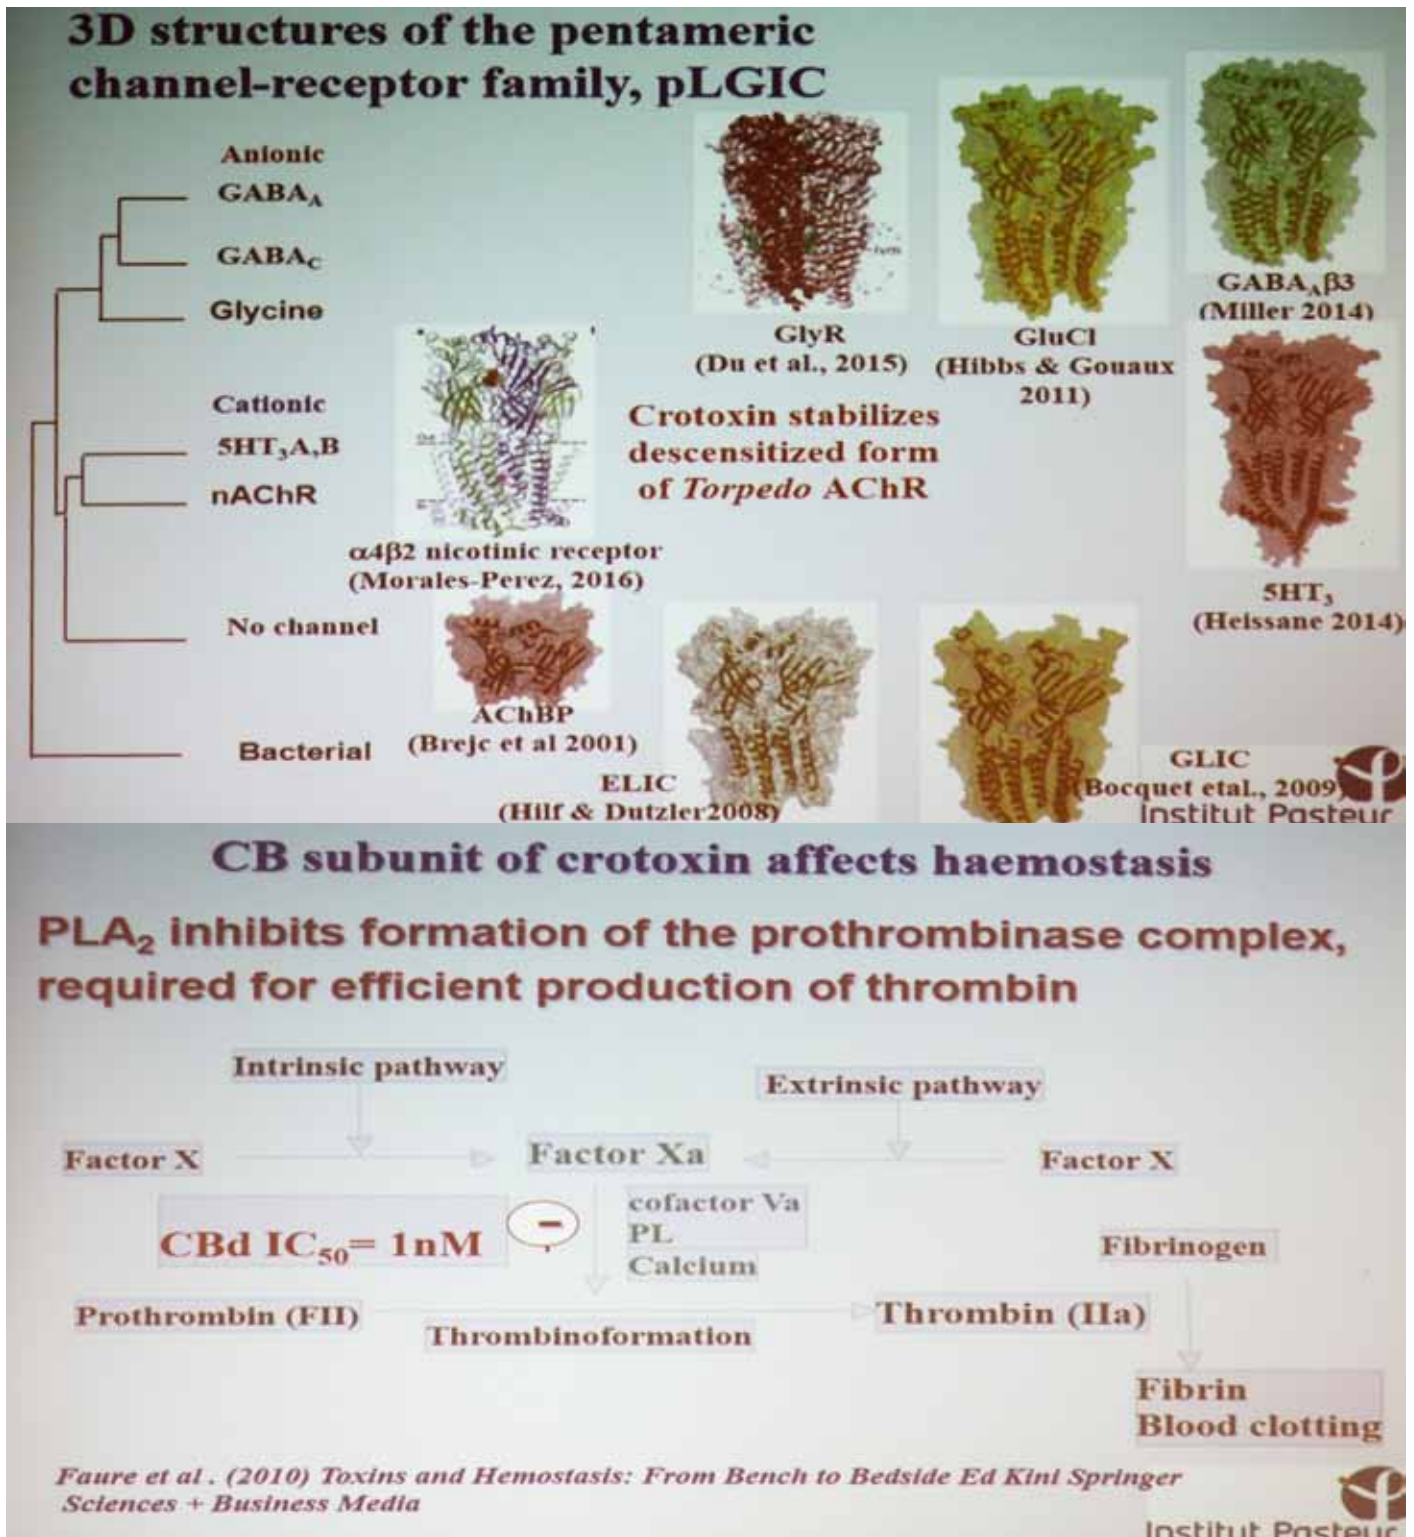 3D structures of the pentameric
channel-receptor family, pLGIC
Anionic
GABA_A
GABA_C
Glycine
Cationic
5HT₃A,B
nAChR
No channel
Bacterial
GlyR
(Du et al., 2015)
GluCl
(Hibbs & Gouaux
2011)
GABA_Aβ3
(Miller 2014)
Crotoxin stabilizes
descensitized form
of Torpedo AChR
α4β2 nicotinic receptor
(Morales-Perez, 2016)
5HT₃
(Heissane 2014)
AChBP
(Brejc et al 2001)
ELIC
(Hilf & Dutzler2008)
GLIC
(Bocquet etal., 2009)
Institut Pasteur
CB subunit of crotoxin affects haemostasis
PLA₂ inhibits formation of the prothrombinase complex,
required for efficient production of thrombin
Intrinsic pathway
Extrinsic pathway
Factor X
Factor Xa
Factor X
CBd IC₅₀= 1nM
-
cofactor Va
PL
Calcium
Fibrinogen
Prothrombin (FII)
Thrombinoformation
Thrombin (IIa)
Fibrin
Blood clotting
Faure et al . (2010) Toxins and Hemostasis: From Bench to Bedside Ed Kini Springer
Sciences + Business Media
Institut Pasteur